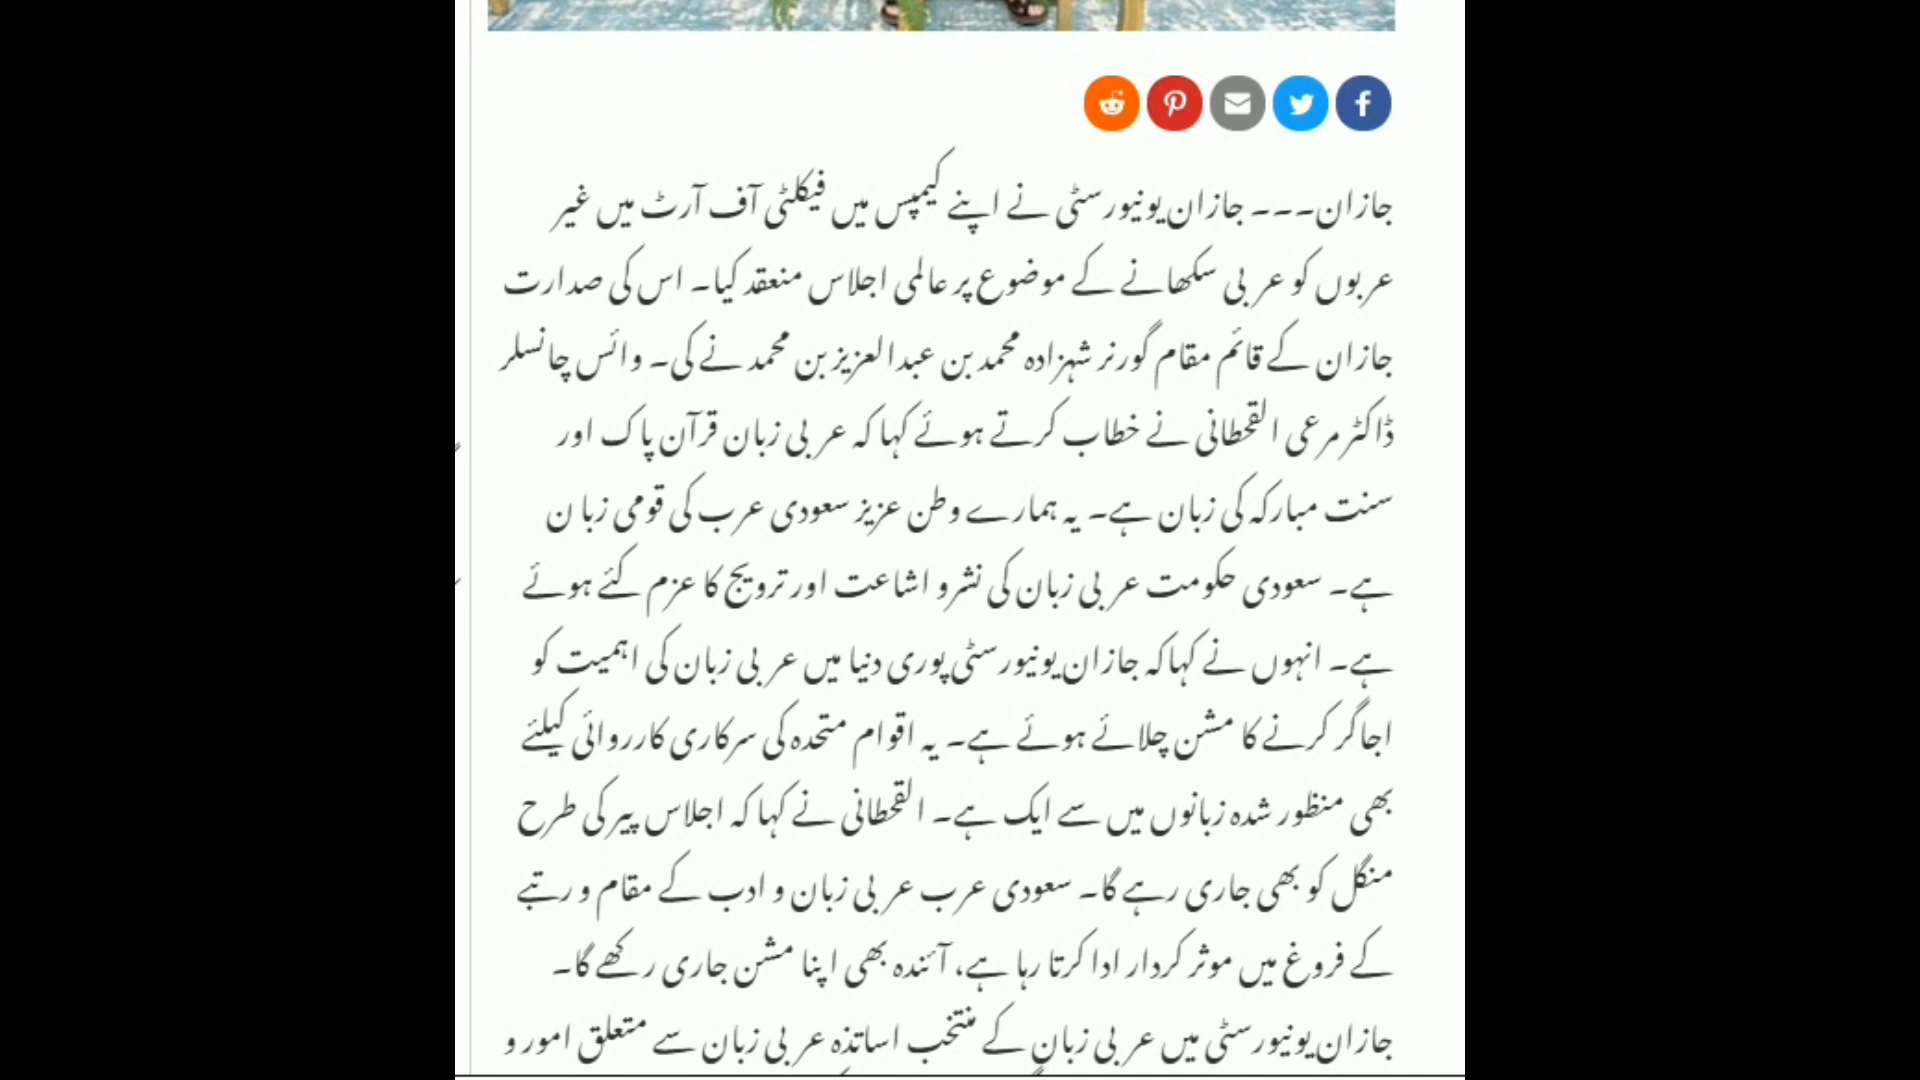 جازان۔۔۔ جازان یونیورسٹی نے اپنے کیمپس میں فیکلٹی آف آرٹ میں غیر
عربوں کو عربی سکھانے کے موضوع پر عالمی اجلاس منعقد کیا۔ اس کی صدارت
جازان کے قائم مقام گورنر شہزادہ محمد بن عبدالعزیز بن محمد نے کی۔ وائس چانسلر
ڈاکٹر مرعی القحطانی نے خطاب کرتے ہوئے کہا کہ عربی زبان قرآن پاک اور
سنت مبارکہ کی زبان ہے۔ یہ ہمارے وطن عزیز سعودی عرب کی قومی زبا ن
ہے۔ سعودی حکومت عربی زبان کی نشرو اشاعت اور ترویج کا عزم کئے ہوئے
ہے۔ انہوں نے کہاکہ جازان یونیورسٹی پوری دنیا میں عربی زبان کی اہمیت کو
اجاگر کرنے کا مشن چلائے ہوئے ہے۔ یہ اقوام متحدہ کی سرکاری کارروائی کیلئے
بھی منظور شدہ زبانوں میں سے ایک ہے۔ القحطانی نے کہا کہ اجلاس پیر کی طرح
منگل کو بھی جاری رہے گا۔ سعودی عرب عربی زبان و ادب کے مقام و رتبے
کے فروغ میں موثر کردار ادا کرتا رہا ہے، آئندہ بھی اپنا مشن جاری رکھے گا۔
جازان یونیورسٹی میں عربی زبان کے منتخب اساتذہ عربی زبان سے متعلق امور و